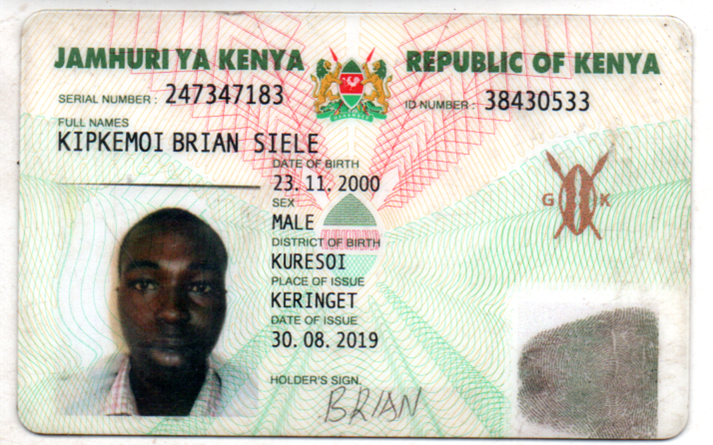 JAMHURI YA KENYA REPUBLIC OF KENYA
SERIAL NUMBER: 247347183 ID NUMBER: 38430533
FULL NAMES
KIPKEMOI BRIAN SIELE
DATE OF BIRTH
23.11.2000
SEX
MALE
DISTRICT OF BIRTH
KURESOI
PLACE OF ISSUE
KERINGET
DATE OF ISSUE
30.08.2019
HOLDER'S SIGN.
BRIAN
G K